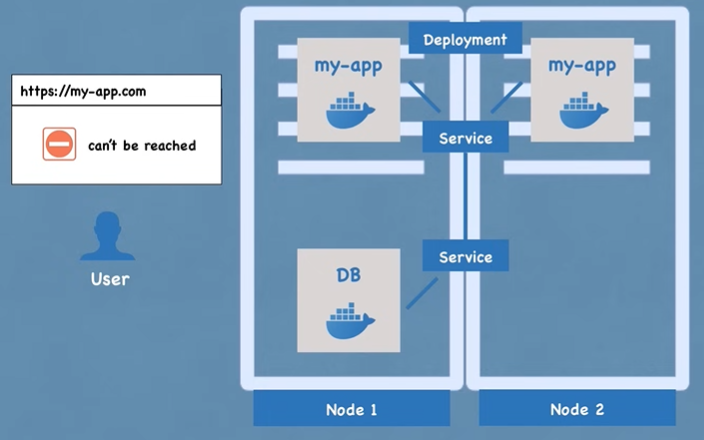 Deployment
my-app
my-app
https://my-app.com
can't be reached
Service
Service
DB
User
Node 1
Node 2